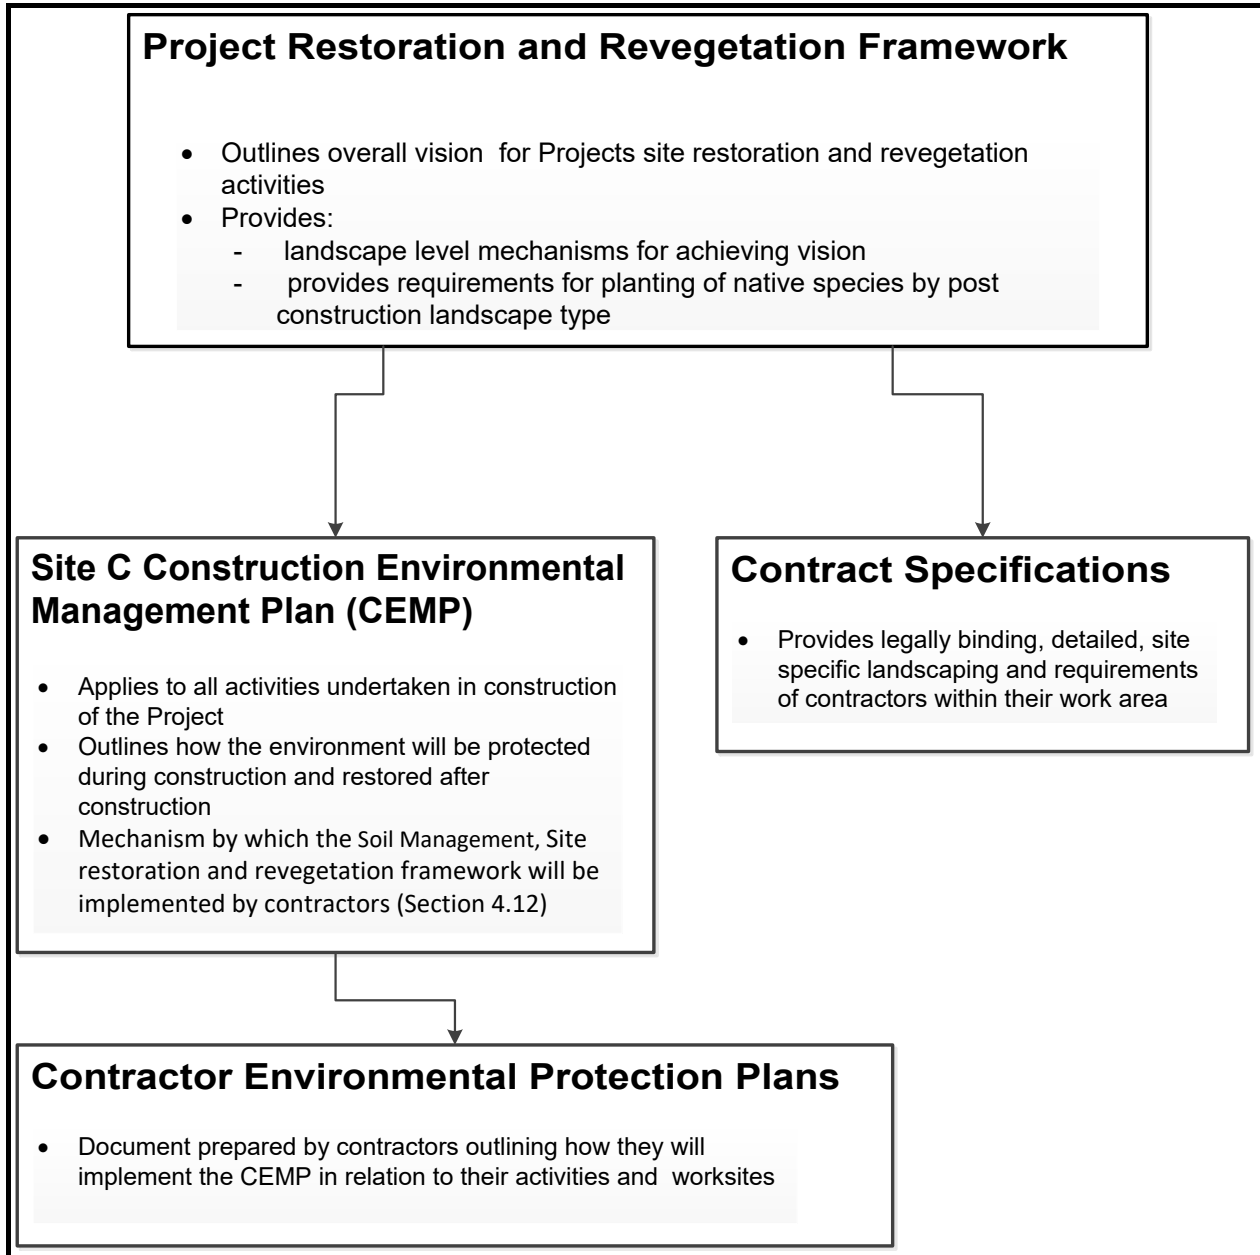 Project Restoration and Revegetation Framework
• Outlines overall vision for Projects site restoration and revegetation
activities
• Provides:
- landscape level mechanisms for achieving vision
- provides requirements for planting of native species by post
construction landscape type
Site C Construction Environmental
Management Plan (CEMP)
• Applies to all activities undertaken in construction
of the Project
• Outlines how the environment will be protected
during construction and restored after
construction
• Mechanism by which the Soil Management, Site
restoration and revegetation framework will be
implemented by contractors (Section 4.12)
Contract Specifications
• Provides legally binding, detailed, site
specific landscaping and requirements
of contractors within their work area
Contractor Environmental Protection Plans
• Document prepared by contractors outlining how they will
implement the CEMP in relation to their activities and worksites